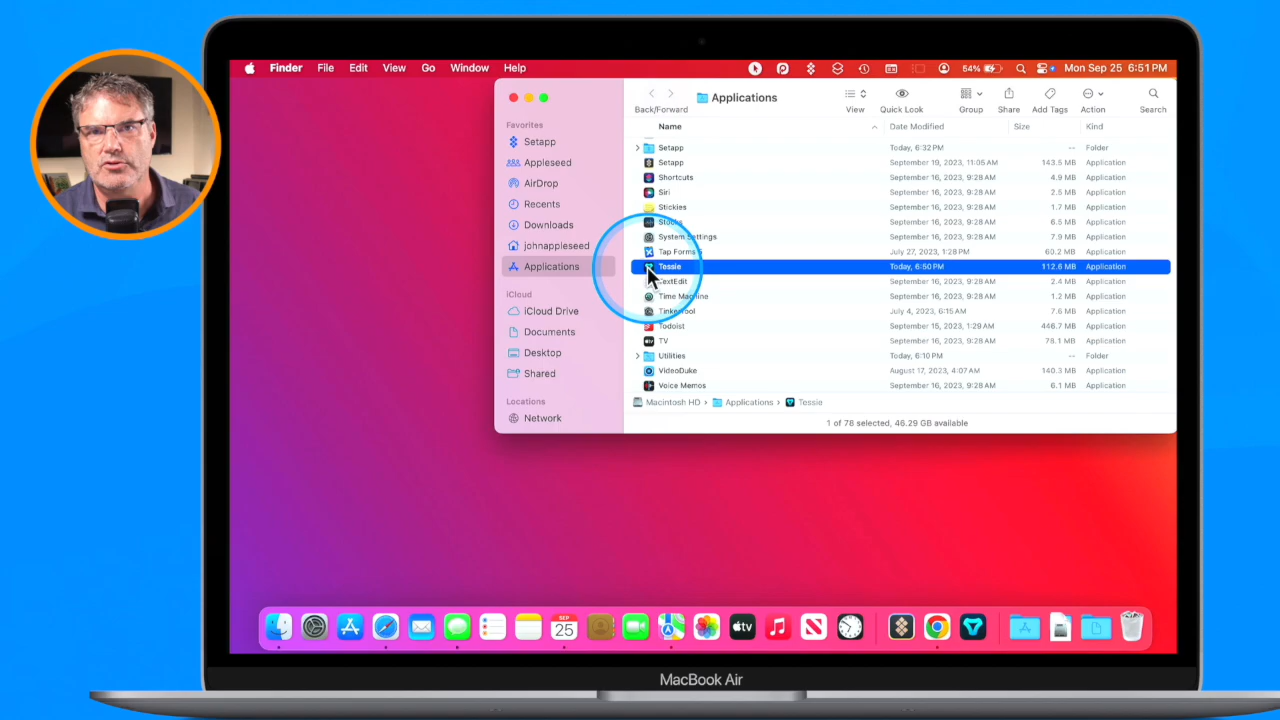 Finder File Edit View Go Window Help 64% Mon Sep 25 6:51 PM
Applications
Back/Forward View Quick Look Group Share Add Tags Action Search
Favorites
Setapp
Appleseed
AirDrop
Recents
Downloads
johnappleseed
Applications
iCloud
iCloud Drive
Documents
Desktop
Shared
Locations
Network
Name Date Modified Size Kind
Setapp Today, 6:32 PM -- Folder
Setapp September 19, 2023, 11:05 AM 143.5 MB Application
Shortcuts September 16, 2023, 9:28 AM 4.9 MB Application
Siri September 16, 2023, 9:28 AM 2.5 MB Application
Stickies September 16, 2023, 9:28 AM 2.1 MB Application
Stocks September 16, 2023, 9:28 AM 6.5 MB Application
System Settings September 16, 2023, 9:28 AM 7.9 MB Application
Tap Forms 5 July 27, 2023, 1:28 PM 60.2 MB Application
Tessie Today, 6:50 PM 112.6 MB Application
TextEdit September 16, 2023, 9:28 AM 2.4 MB Application
Time Machine September 16, 2023, 9:28 AM 1.2 MB Application
TinkerTool July 4, 2023, 6:15 AM 7.6 MB Application
Todoist September 15, 2023, 1:29 AM 446.7 MB Application
TV September 16, 2023, 9:28 AM 78.1 MB Application
Utilities Today, 6:10 PM -- Folder
VideoDuke August 17, 2023, 4:07 AM 140.3 MB Application
Voice Memos September 16, 2023, 9:28 AM 6.1 MB Application
Macintosh HD › Applications › Tessie
1 of 78 selected, 46.29 GB available
SEP
25
tv
MacBook Air